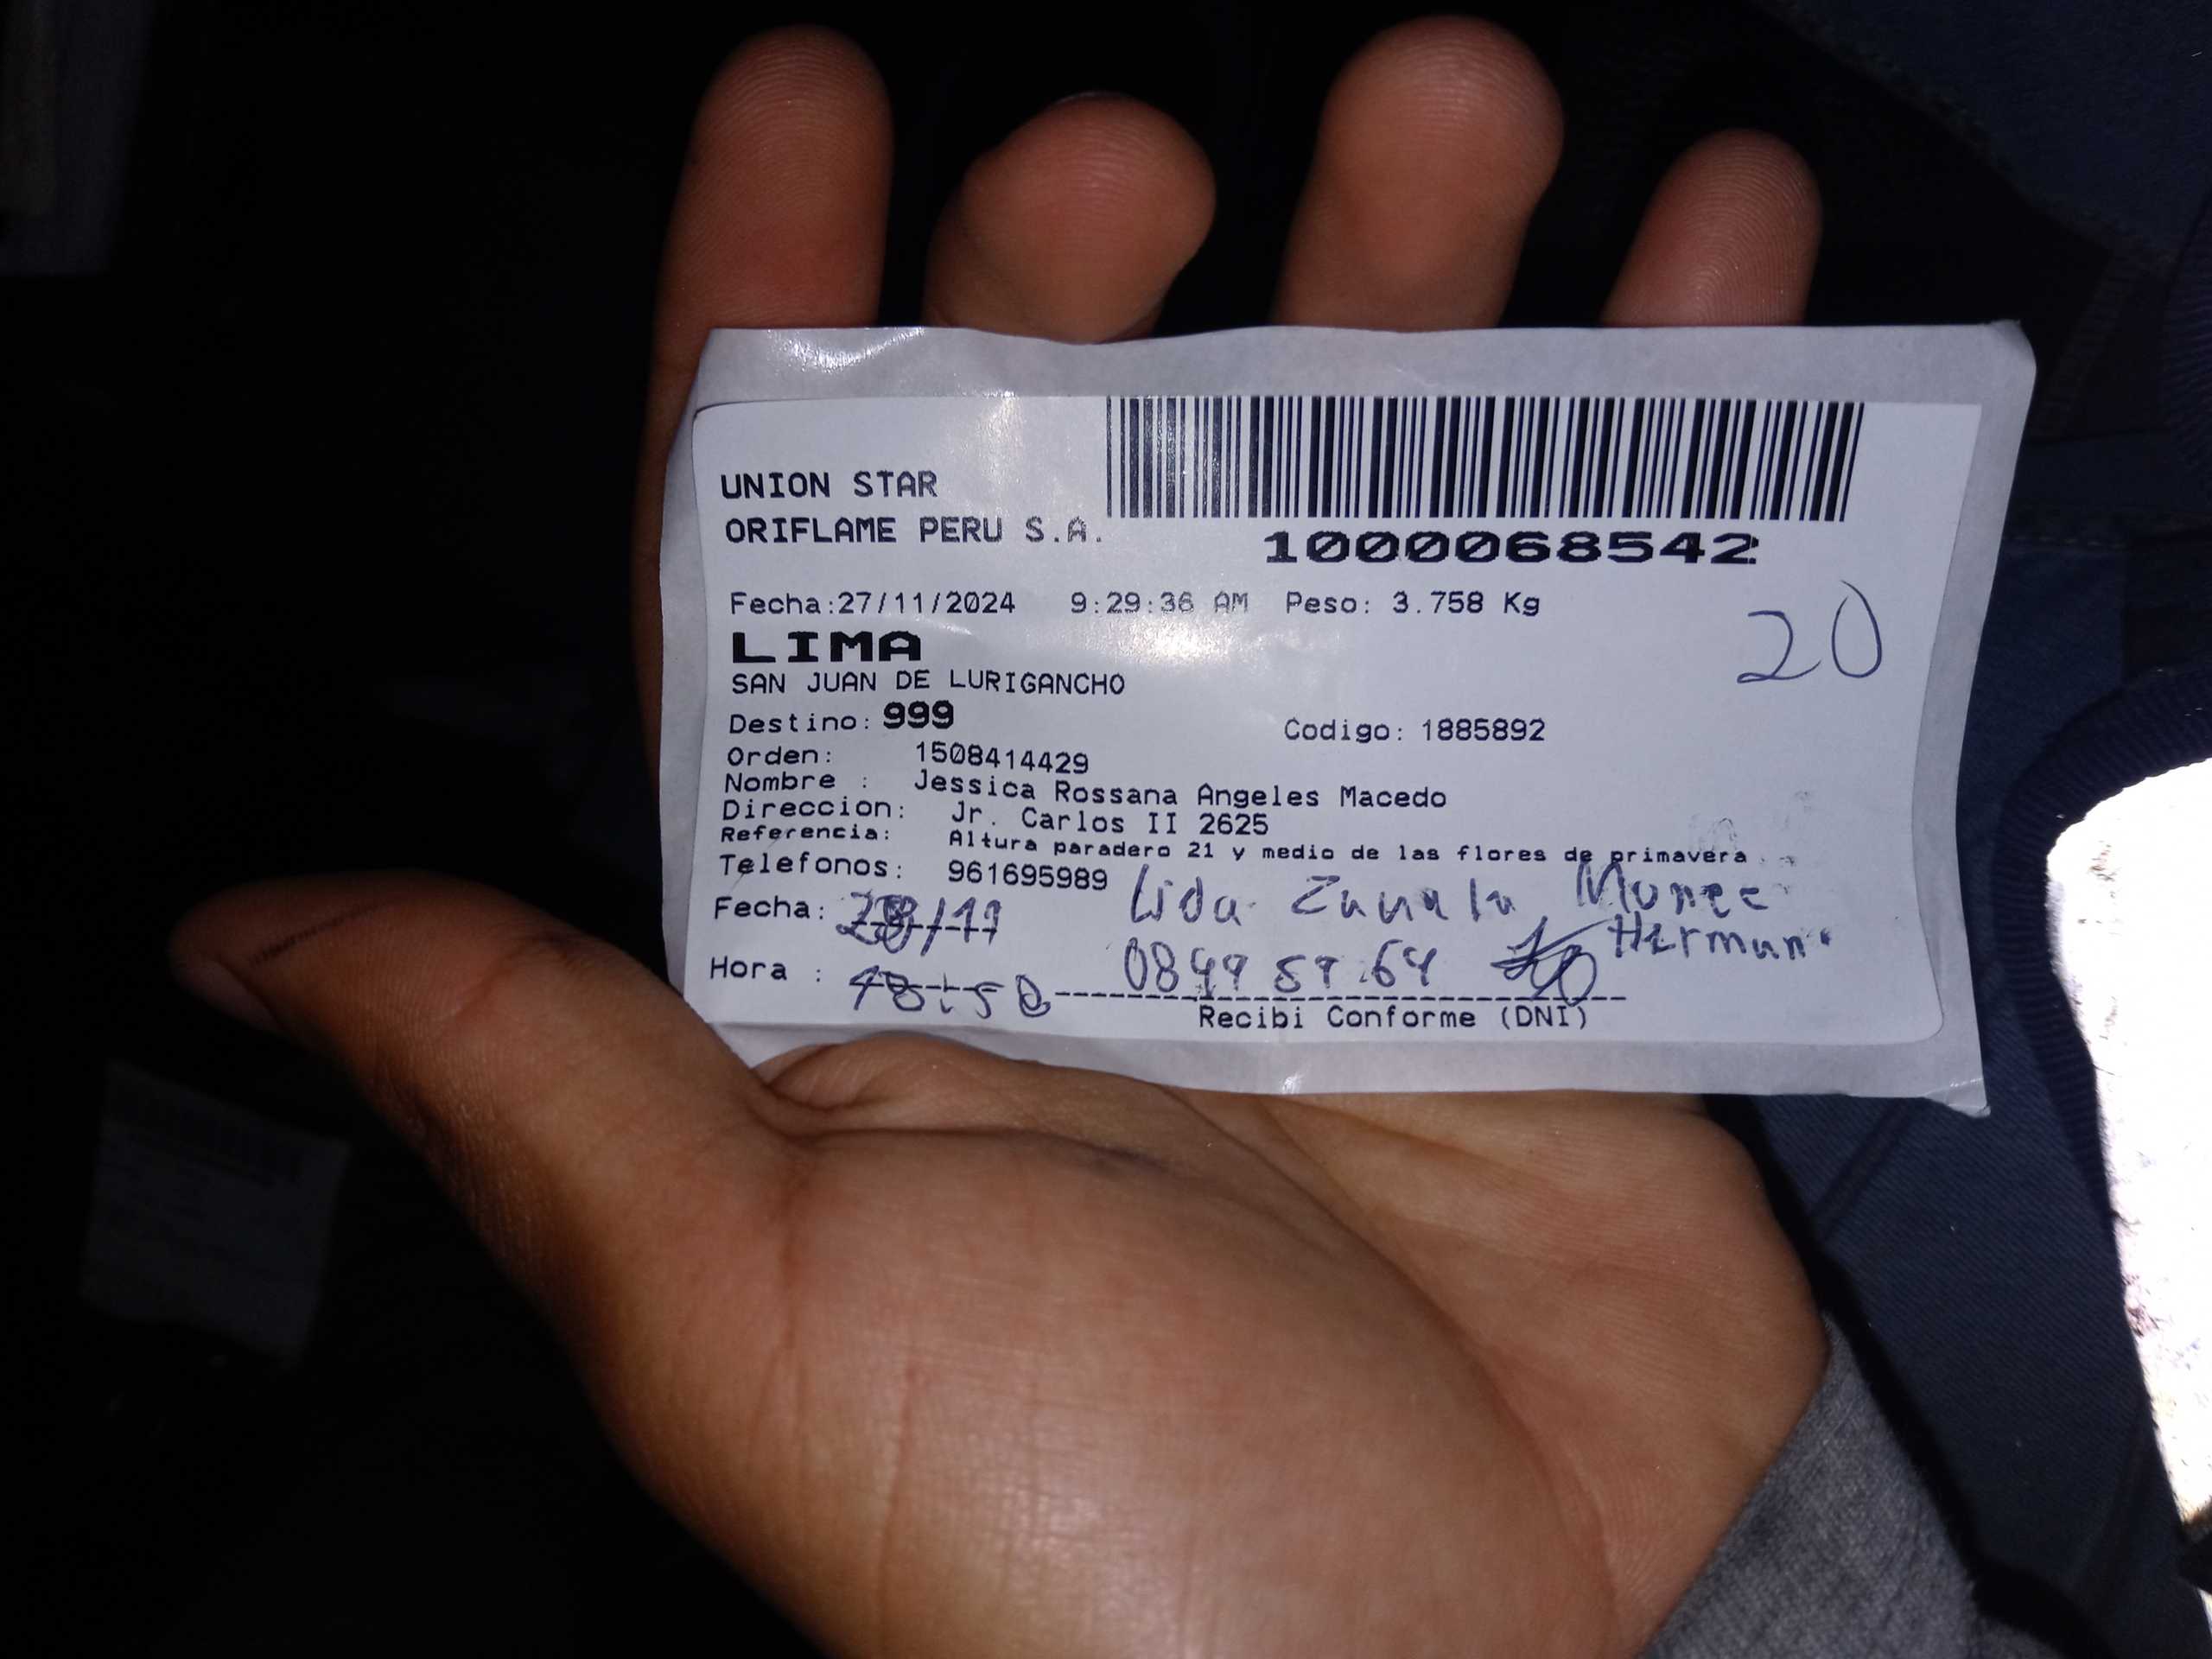 UNION STAR
ORIFLAME PERU S.A.
1000068542
Fecha:27/11/2024 9:29:36 AM Peso: 3.758 Kg
20
LIMA
SAN JUAN DE LURIGANCHO
Destino: 999 Codigo: 1885892
Orden: 1508414429
Nombre : Jessica Rossana Angeles Macedo
Direccion: Jr. Carlos II 2625
Referencia: Altura paradero 21 y medio de las flores de primavera
Telefonos: 961695989
Lida
Fecha: 28/11
Hora :
Recibi Conforme (DNI)